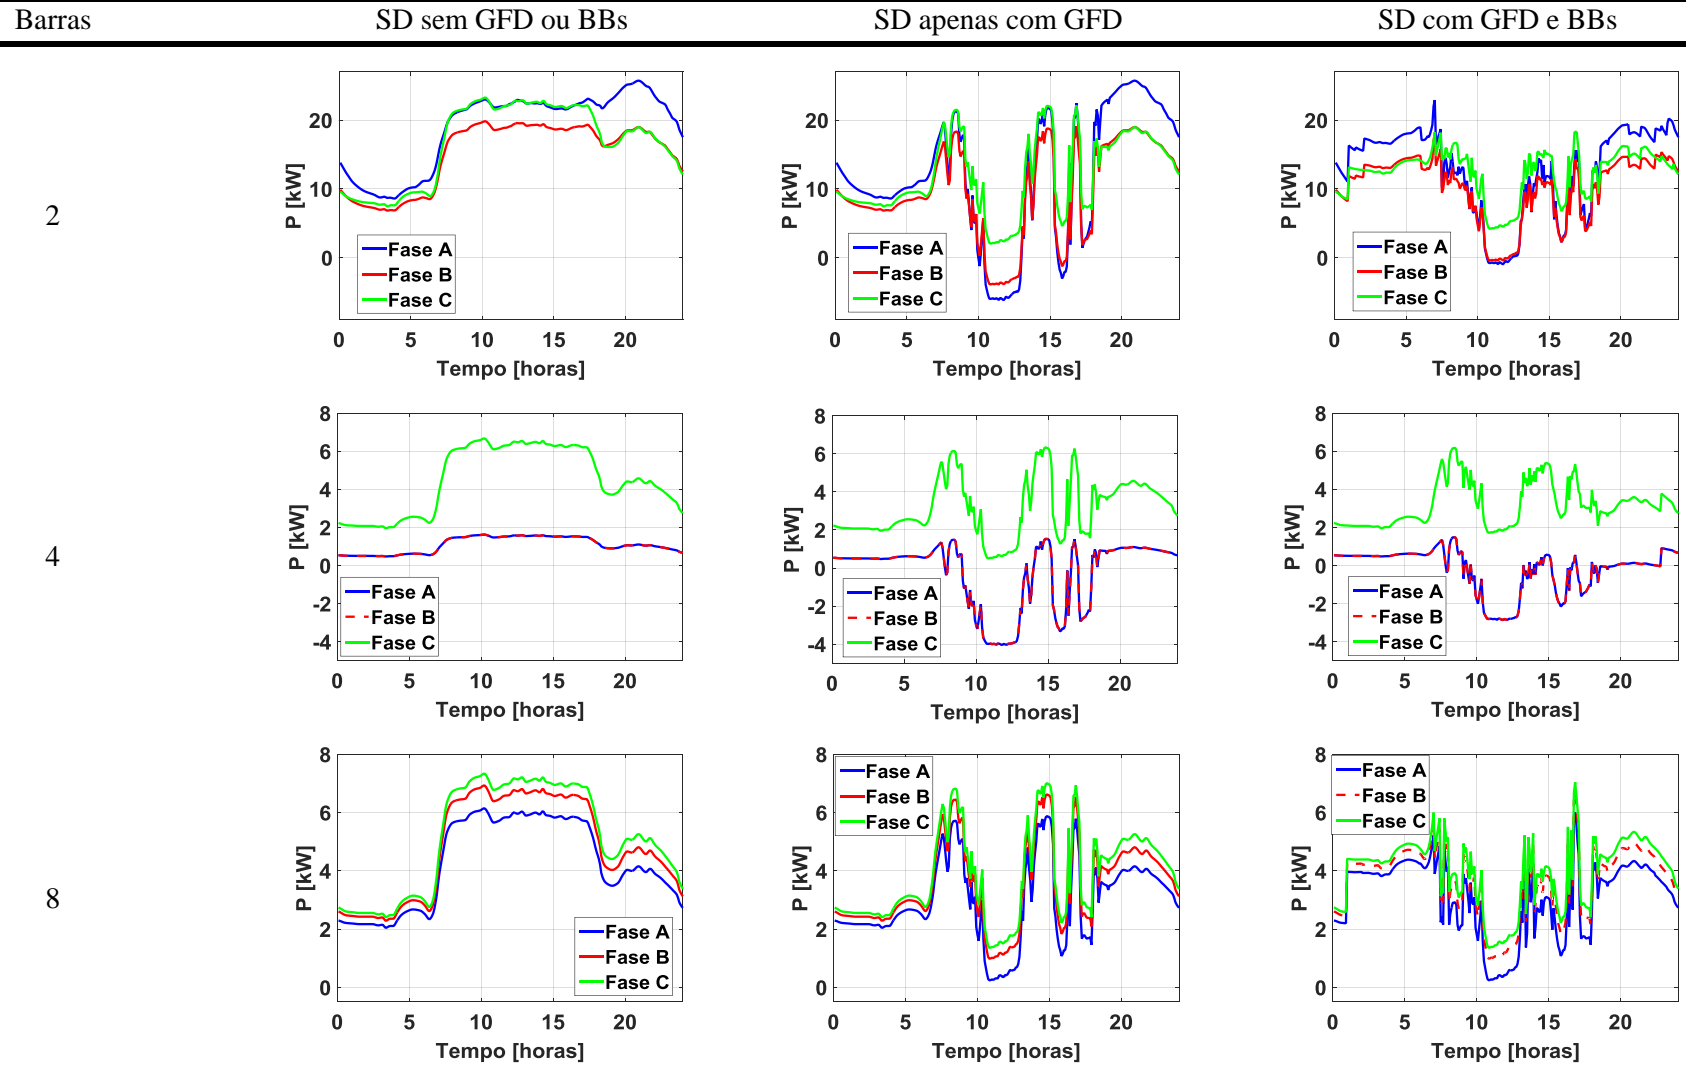 Barras SD sem GFD ou BBs SD apenas com GFD SD com GFD e BBs
2
P [kW]
20
10
0
Fase A
Fase B
Fase C
0 5 10 15 20
Tempo [horas]
P [kW]
20
10
0
Fase A
Fase B
Fase C
0 5 10 15 20
Tempo [horas]
P [kW]
20
10
0
Fase A
Fase B
Fase C
0 5 10 15 20
Tempo [horas]
4
P [kW]
8
6
4
2
0
-2
-4
Fase A
Fase B
Fase C
0 5 10 15 20
Tempo [horas]
P [kW]
8
6
4
2
0
-2
-4
Fase A
Fase B
Fase C
0 5 10 15 20
Tempo [horas]
P [kW]
8
6
4
2
0
-2
-4
Fase A
Fase B
Fase C
0 5 10 15 20
Tempo [horas]
8
P [kW]
8
6
4
2
0
Fase A
Fase B
Fase C
0 5 10 15 20
Tempo [horas]
P [kW]
8
6
4
2
0
Fase A
Fase B
Fase C
0 5 10 15 20
Tempo [horas]
P [kW]
8
6
4
2
0
Fase A
Fase B
Fase C
0 5 10 15 20
Tempo [horas]